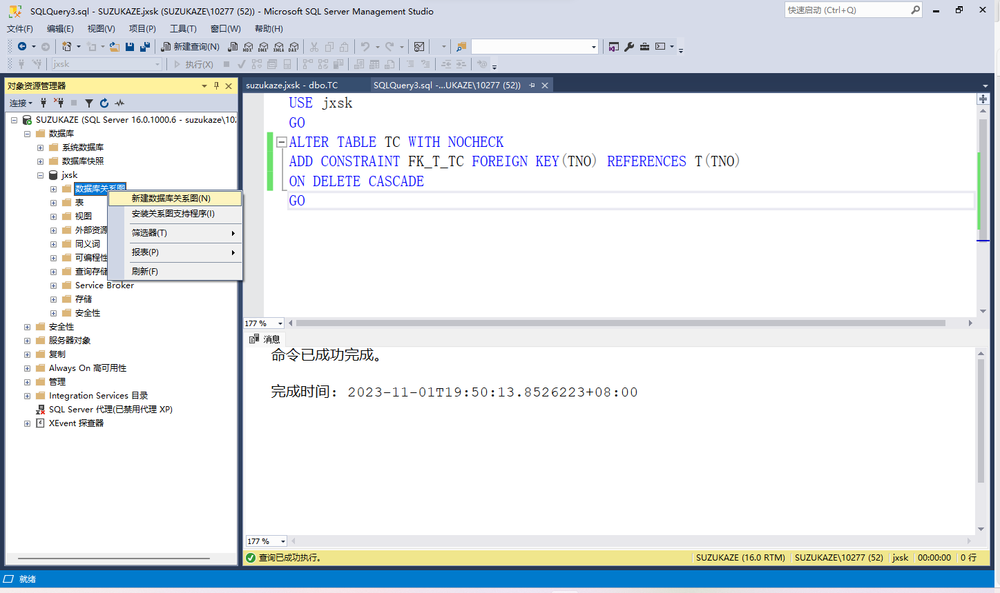 SQLQuery3.sql - SUZUKAZE.jxsk (SUZUKAZE\10277 (52)) - Microsoft SQL Server Management Studio
快速启动 (Ctrl+Q)
文件(F) 编辑(E) 视图(V) 项目(P) 工具(T) 窗口(W) 帮助(H)
新建查询(N) MDX DMX XMLA DAX
jxsk 执行(X)
对象资源管理器
连接
SUZUKAZE (SQL Server 16.0.1000.6 - suzukaze\10
数据库
系统数据库
数据库快照
jxsk
数据库关系图
表
视图
外部资源
同义词
可编程性
查询存储
Service Broker
存储
安全性
安全性
服务器对象
复制
Always On 高可用性
管理
Integration Services 目录
SQL Server 代理(已禁用代理 XP)
XEvent 探查器
新建数据库关系图(N)
安装关系图支持程序(I)
筛选器(T)
报表(P)
刷新(F)
suzukaze.jxsk - dbo.TC
SQLQuery3.sql -...UKAZE\10277 (52))
USE jxsk
GO
ALTER TABLE TC WITH NOCHECK
ADD CONSTRAINT FK_T_TC FOREIGN KEY(TNO) REFERENCES T(TNO)
ON DELETE CASCADE
GO
177 %
消息
命令已成功完成。
完成时间: 2023-11-01T19:50:13.8526223+08:00
177 %
查询已成功执行。
SUZUKAZE (16.0 RTM) SUZUKAZE\10277 (52) jxsk 00:00:00 0 行
就绪